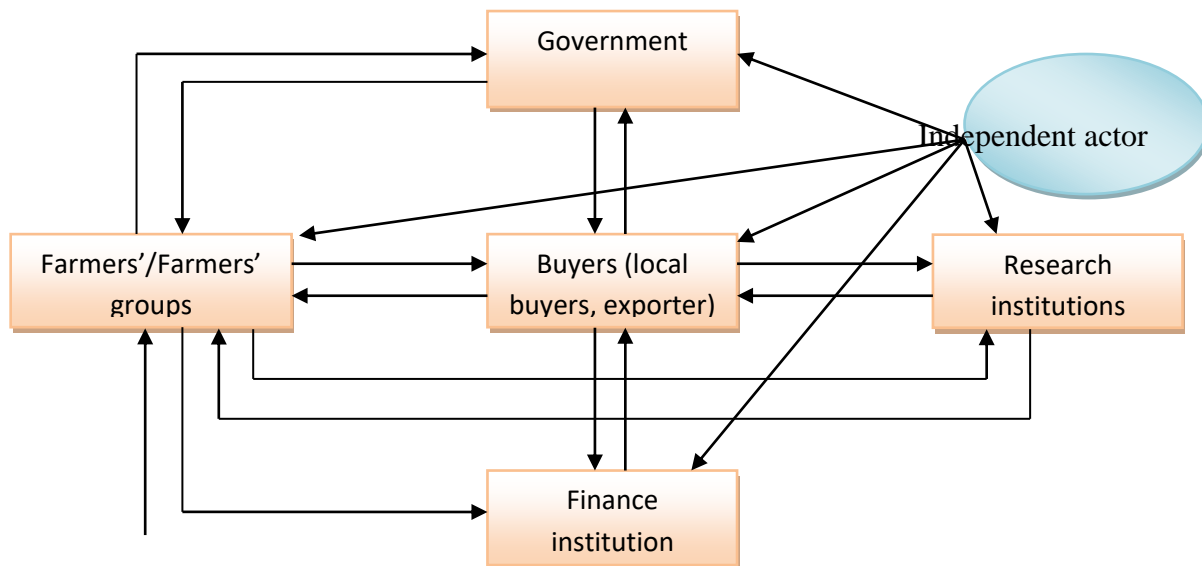 Government
Independent actor
Farmers’/Farmers’
groups
Buyers (local
buyers, exporter)
Research
institutions
Finance
institution